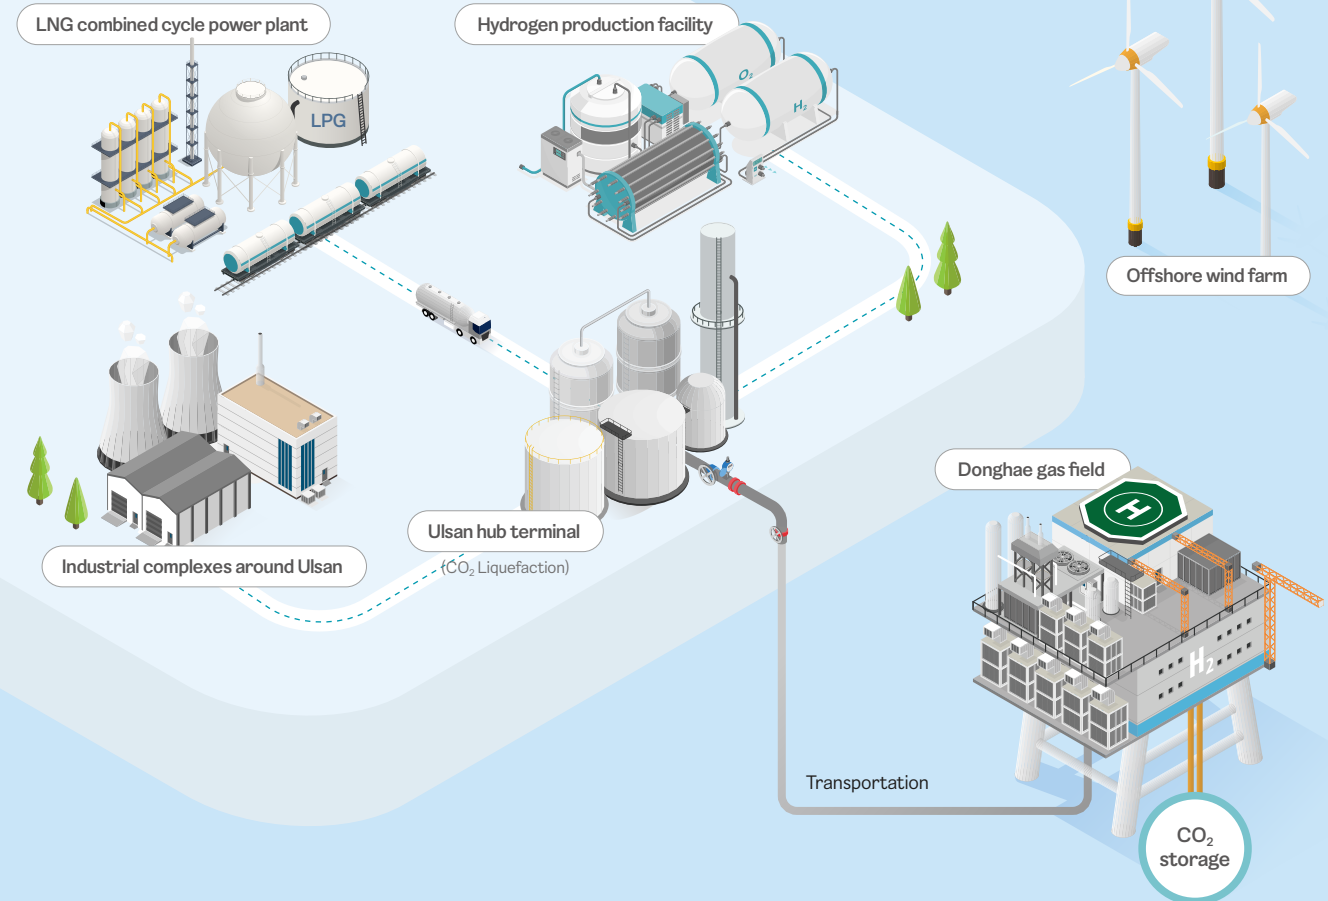 LNG combined cycle power plant
Hydrogen production facility
O₂
H₂
LPG
Offshore wind farm
Donghae gas field
H
Ulsan hub terminal
(CO₂ Liquefaction)
Industrial complexes around Ulsan
H₂
Transportation
CO₂
storage